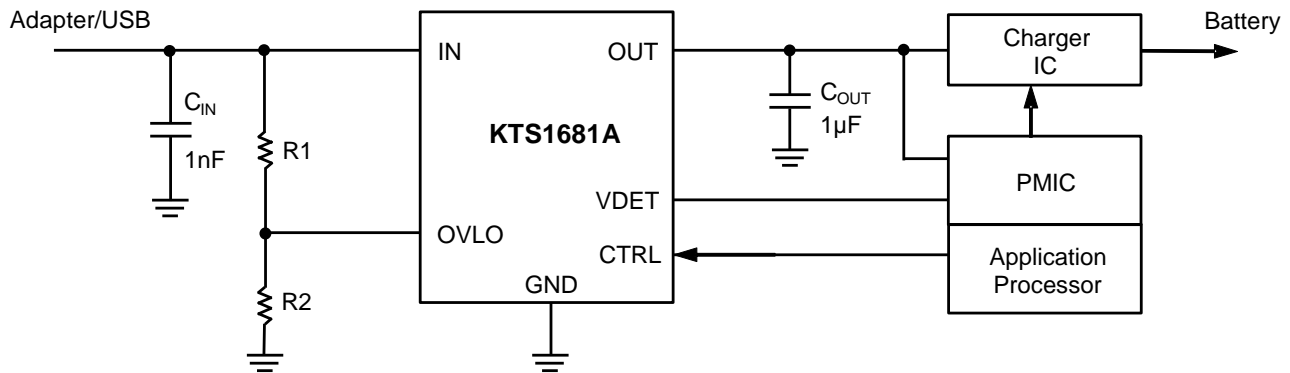 Adapter/USB
Battery
IN
OUT
Charger
IC
C_IN
1nF
R1
KTS1681A
C_OUT
1µF
PMIC
VDET
OVLO
CTRL
Application
Processor
GND
R2